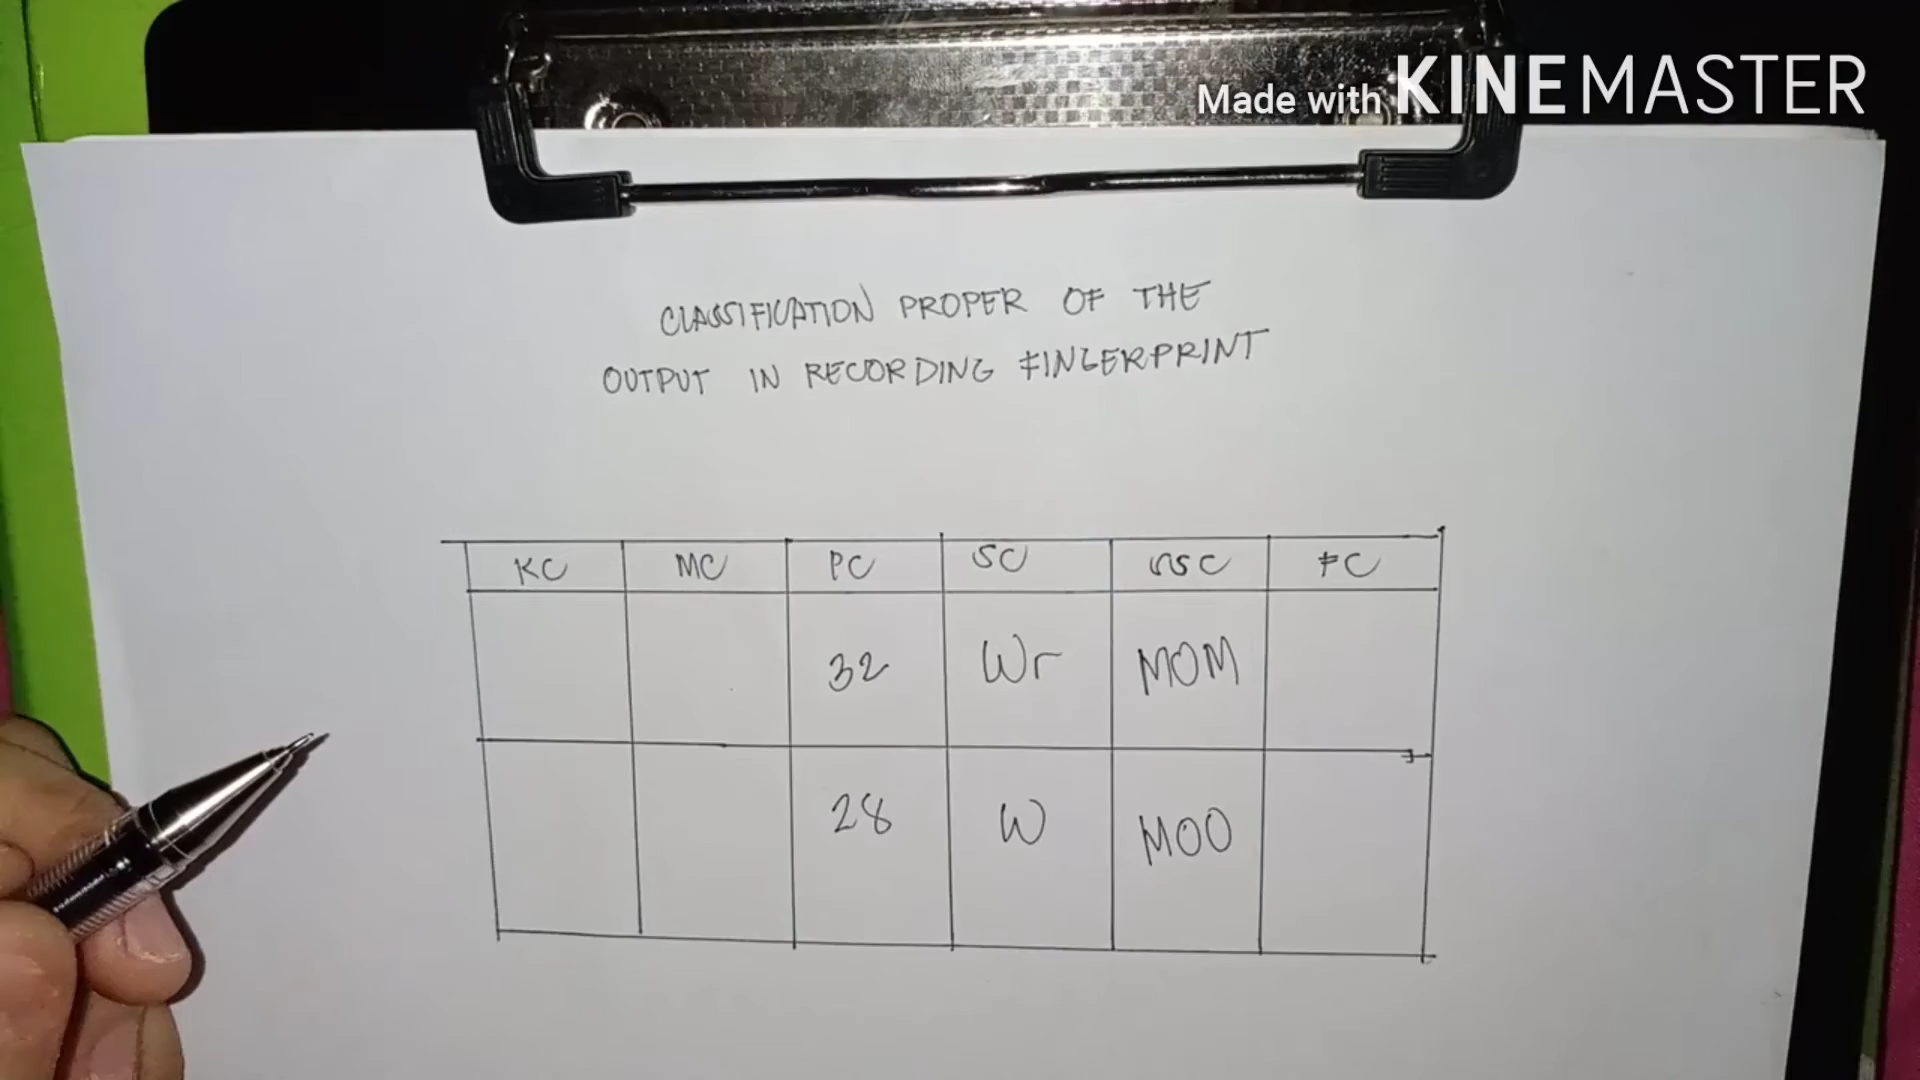 Made with KINEMASTER
CLASSIFICATION PROPER OF THE
OUTPUT IN RECORDING FINGERPRINT
KC MC PC SC SSC FC
32 Wr MOM
28 W MOO